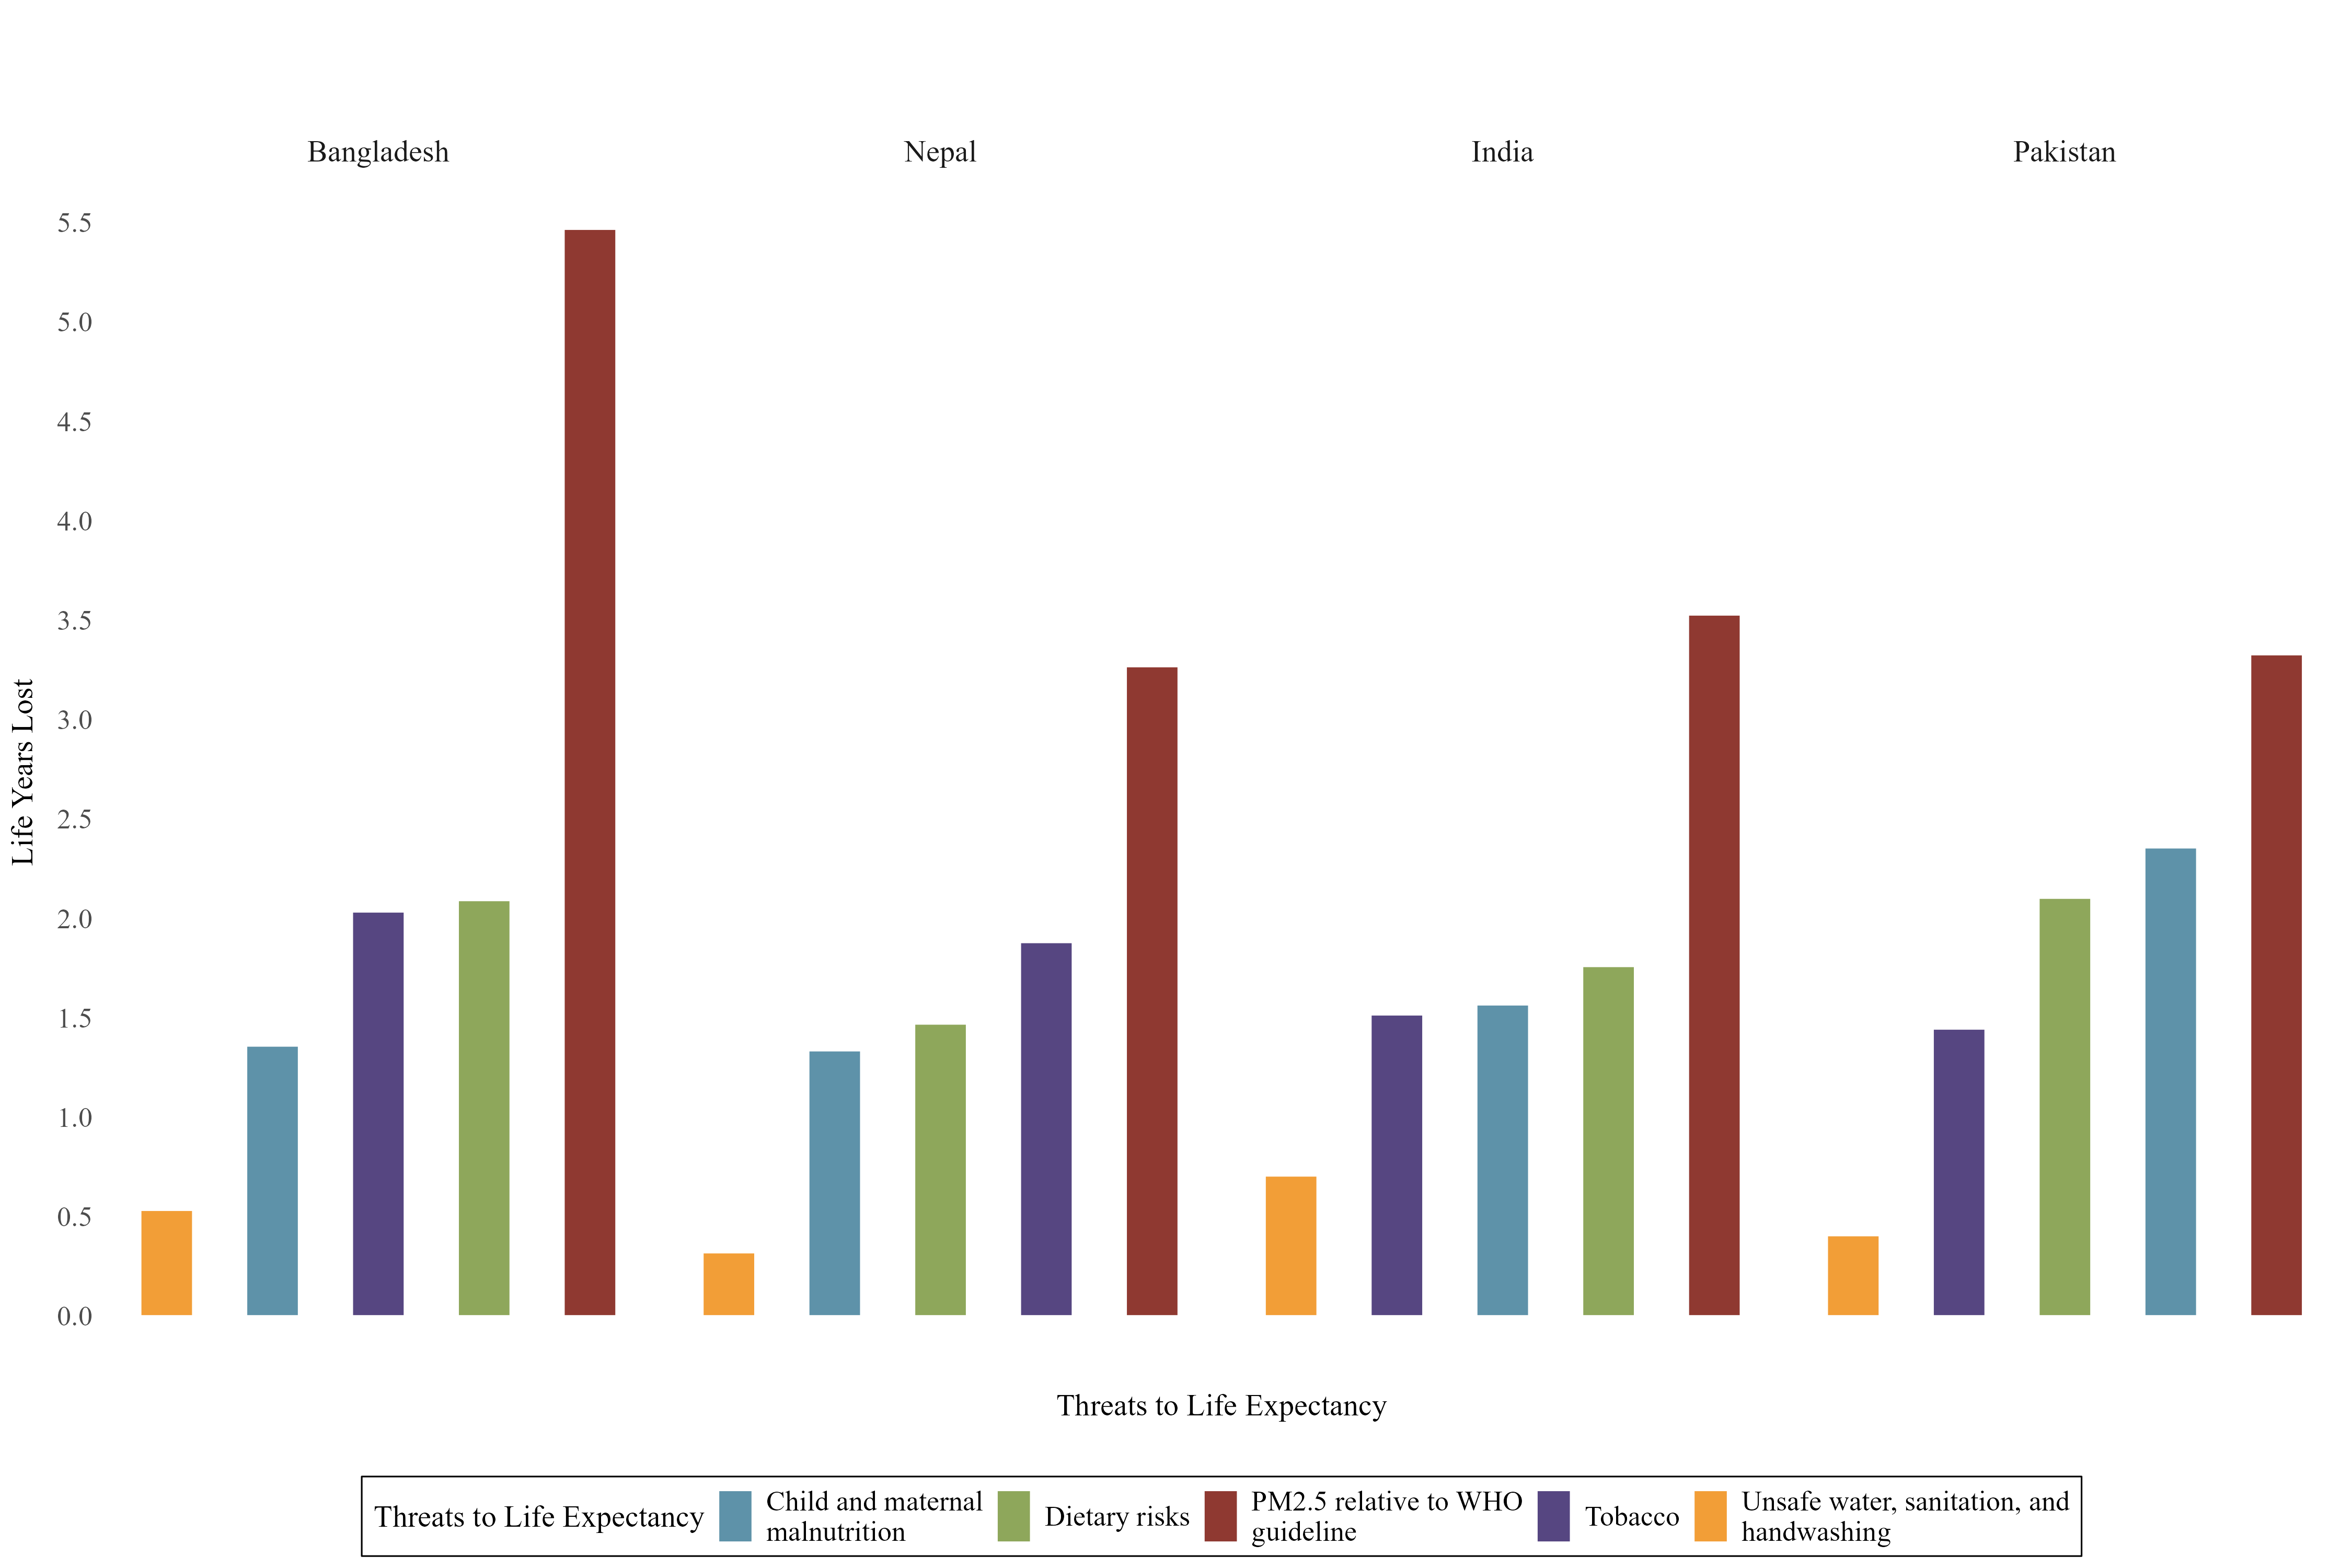 Bangladesh
Nepal
India
Pakistan
5.5
5.0
4.5
4.0
3.5
3.0
2.5
2.0
1.5
1.0
0.5
0.0
Life Years Lost
Threats to Life Expectancy
Threats to Life Expectancy
Child and maternal
malnutrition
Dietary risks
PM2.5 relative to WHO
guideline
Tobacco
Unsafe water, sanitation, and
handwashing